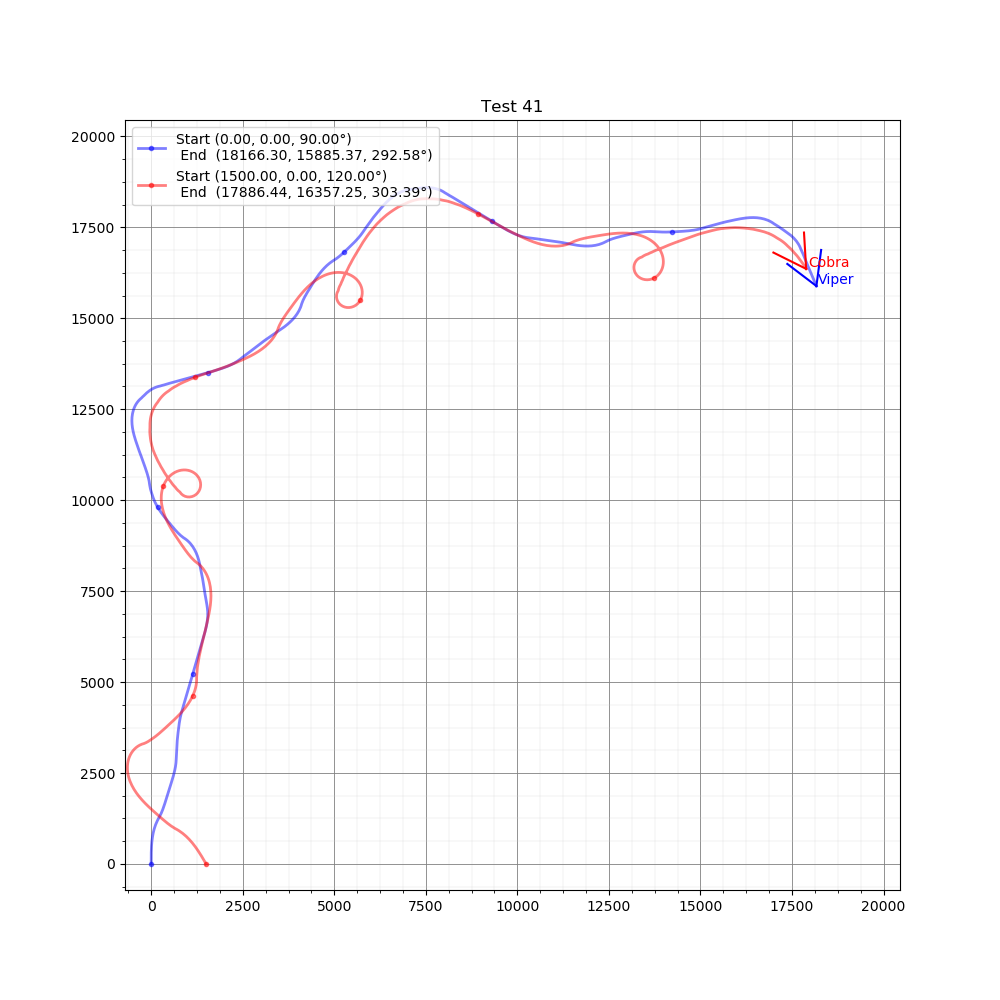 Test 41
Start (0.00, 0.00, 90.00°)
End (18166.30, 15885.37, 292.58°)
Start (1500.00, 0.00, 120.00°)
End (17886.44, 16357.25, 303.39°)
20000
17500
15000
12500
10000
7500
5000
2500
0
Cobra
Viper
0 2500 5000 7500 10000 12500 15000 17500 20000